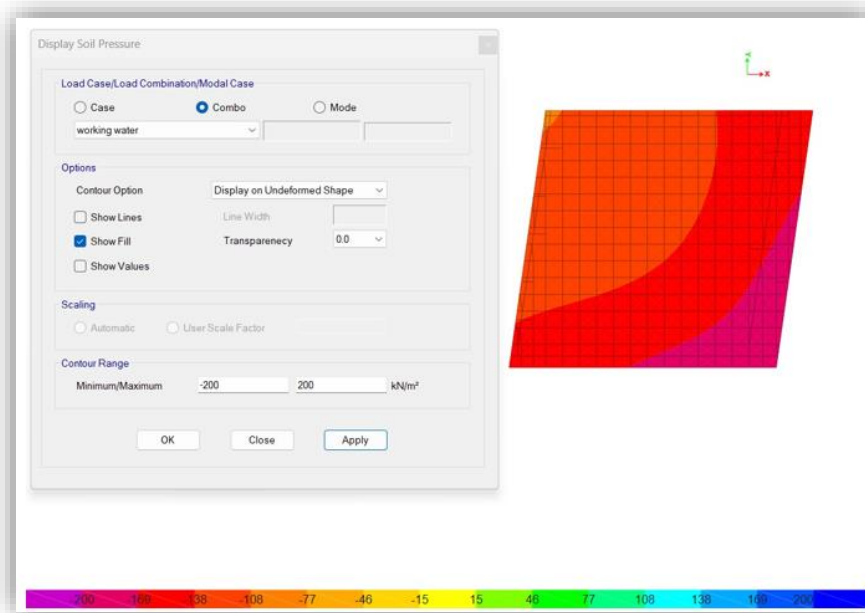 Display Soil Pressure
Load Case/Load Combination/Modal Case
Case Combo Mode
working water
Options
Contour Option Display on Undeformed Shape
Show Lines Line Width
Show Fill Transparenecy 0.0
Show Values
Scaling
Automatic User Scale Factor
Contour Range
Minimum/Maximum -200 200 kN/m²
OK Close Apply
Y
X
-200 -169 -138 -108 -77 -46 -15 15 46 77 108 138 169 200